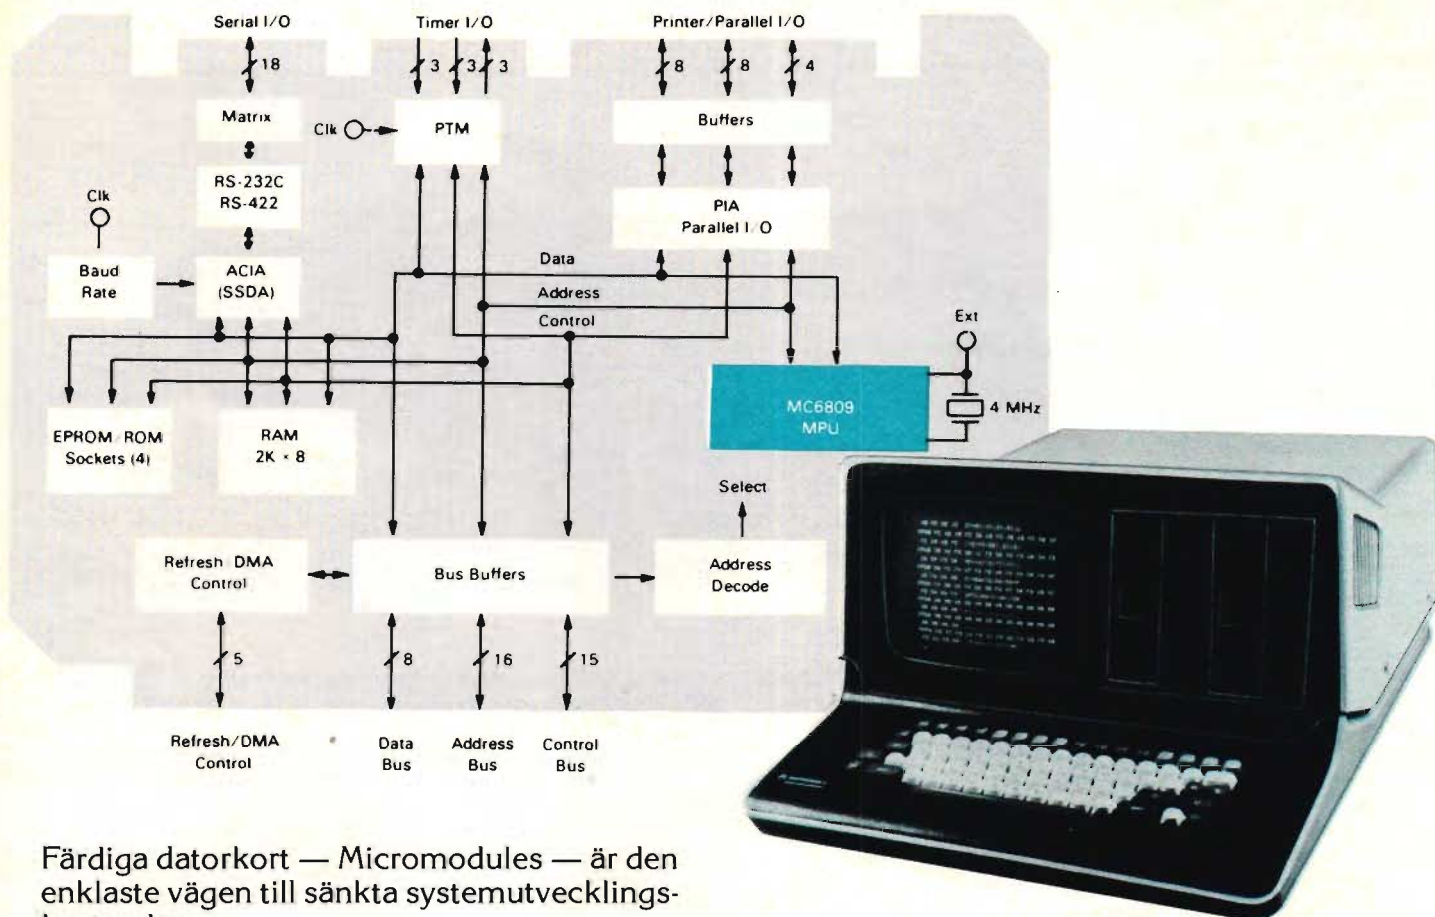 Serial I/O
Timer I/O
Printer/Parallel I/O
18
3
3
3
8
8
4
Matrix
Clk
PTM
Buffers
RS-232C
RS-422
PIA
Parallel I/O
Clk
Baud
Rate
ACIA
(SSDA)
Data
Address
Control
Ext
4 MHz
MC6809
MPU
EPROM/ROM
Sockets (4)
RAM
2K × 8
Select
Refresh/DMA
Control
Bus Buffers
Address
Decode
5
8
16
15
Refresh/DMA
Control
Data
Bus
Address
Bus
Control
Bus
Färdiga datorkort — Micromodules — är den
enklaste vägen till sänkta systemutvecklings-